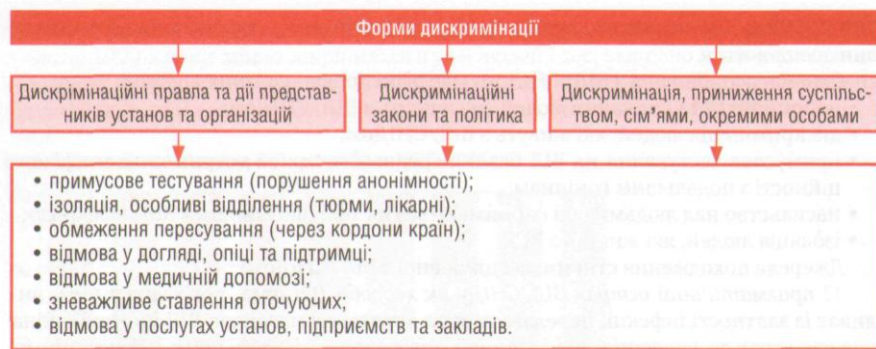 Форми дискримінації
Дискрімінаційні правла та дії представ-
ників установ та організацій
Дискримінаційні
закони та політика
Дискримінація, приниження суспільс-
твом, сім’ями, окремими особами
• примусове тестування (порушення анонімності);
• ізоляція, особливі відділення (тюрми, лікарні);
• обмеження пересування (через кордони країн);
• відмова у догляді, опіці та підтримці;
• відмова у медичній допомозі;
• зневажливе ставлення оточуючих;
• відмова у послугах установ, підприємств та закладів.